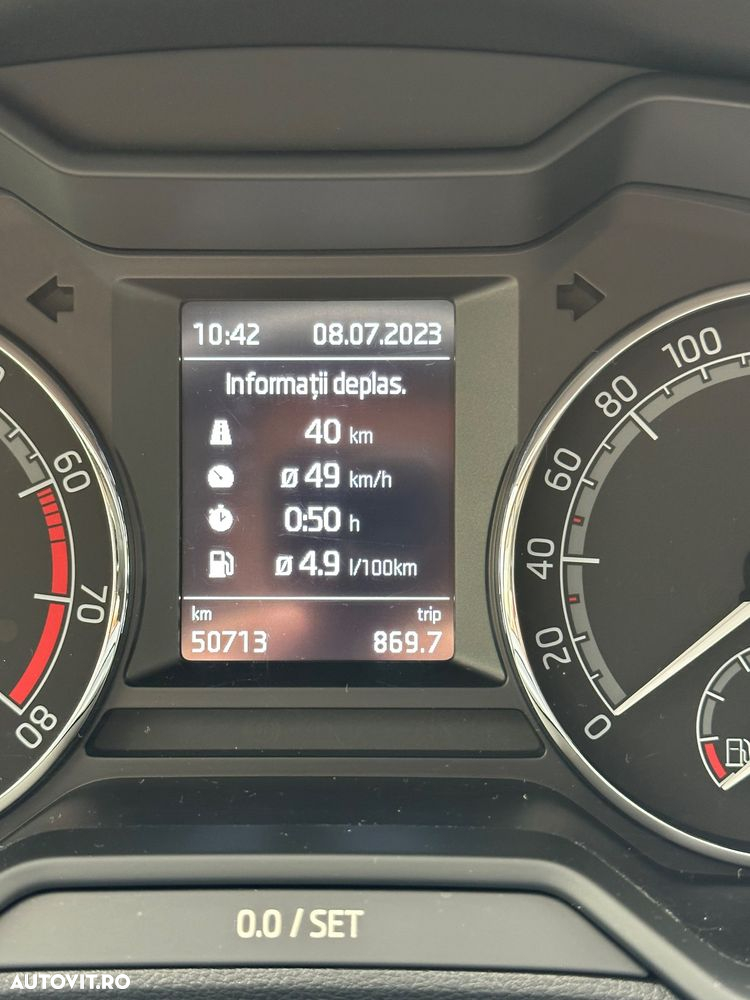 10:42 08.07.2023
Informații deplas.
40 km
ø 49 km/h
0:50 h
ø 4.9 l/100km
km trip
50713 869.7
60
70
80
100
80
60
40
20
0
0.0 / SET
AUTOVIT.RO